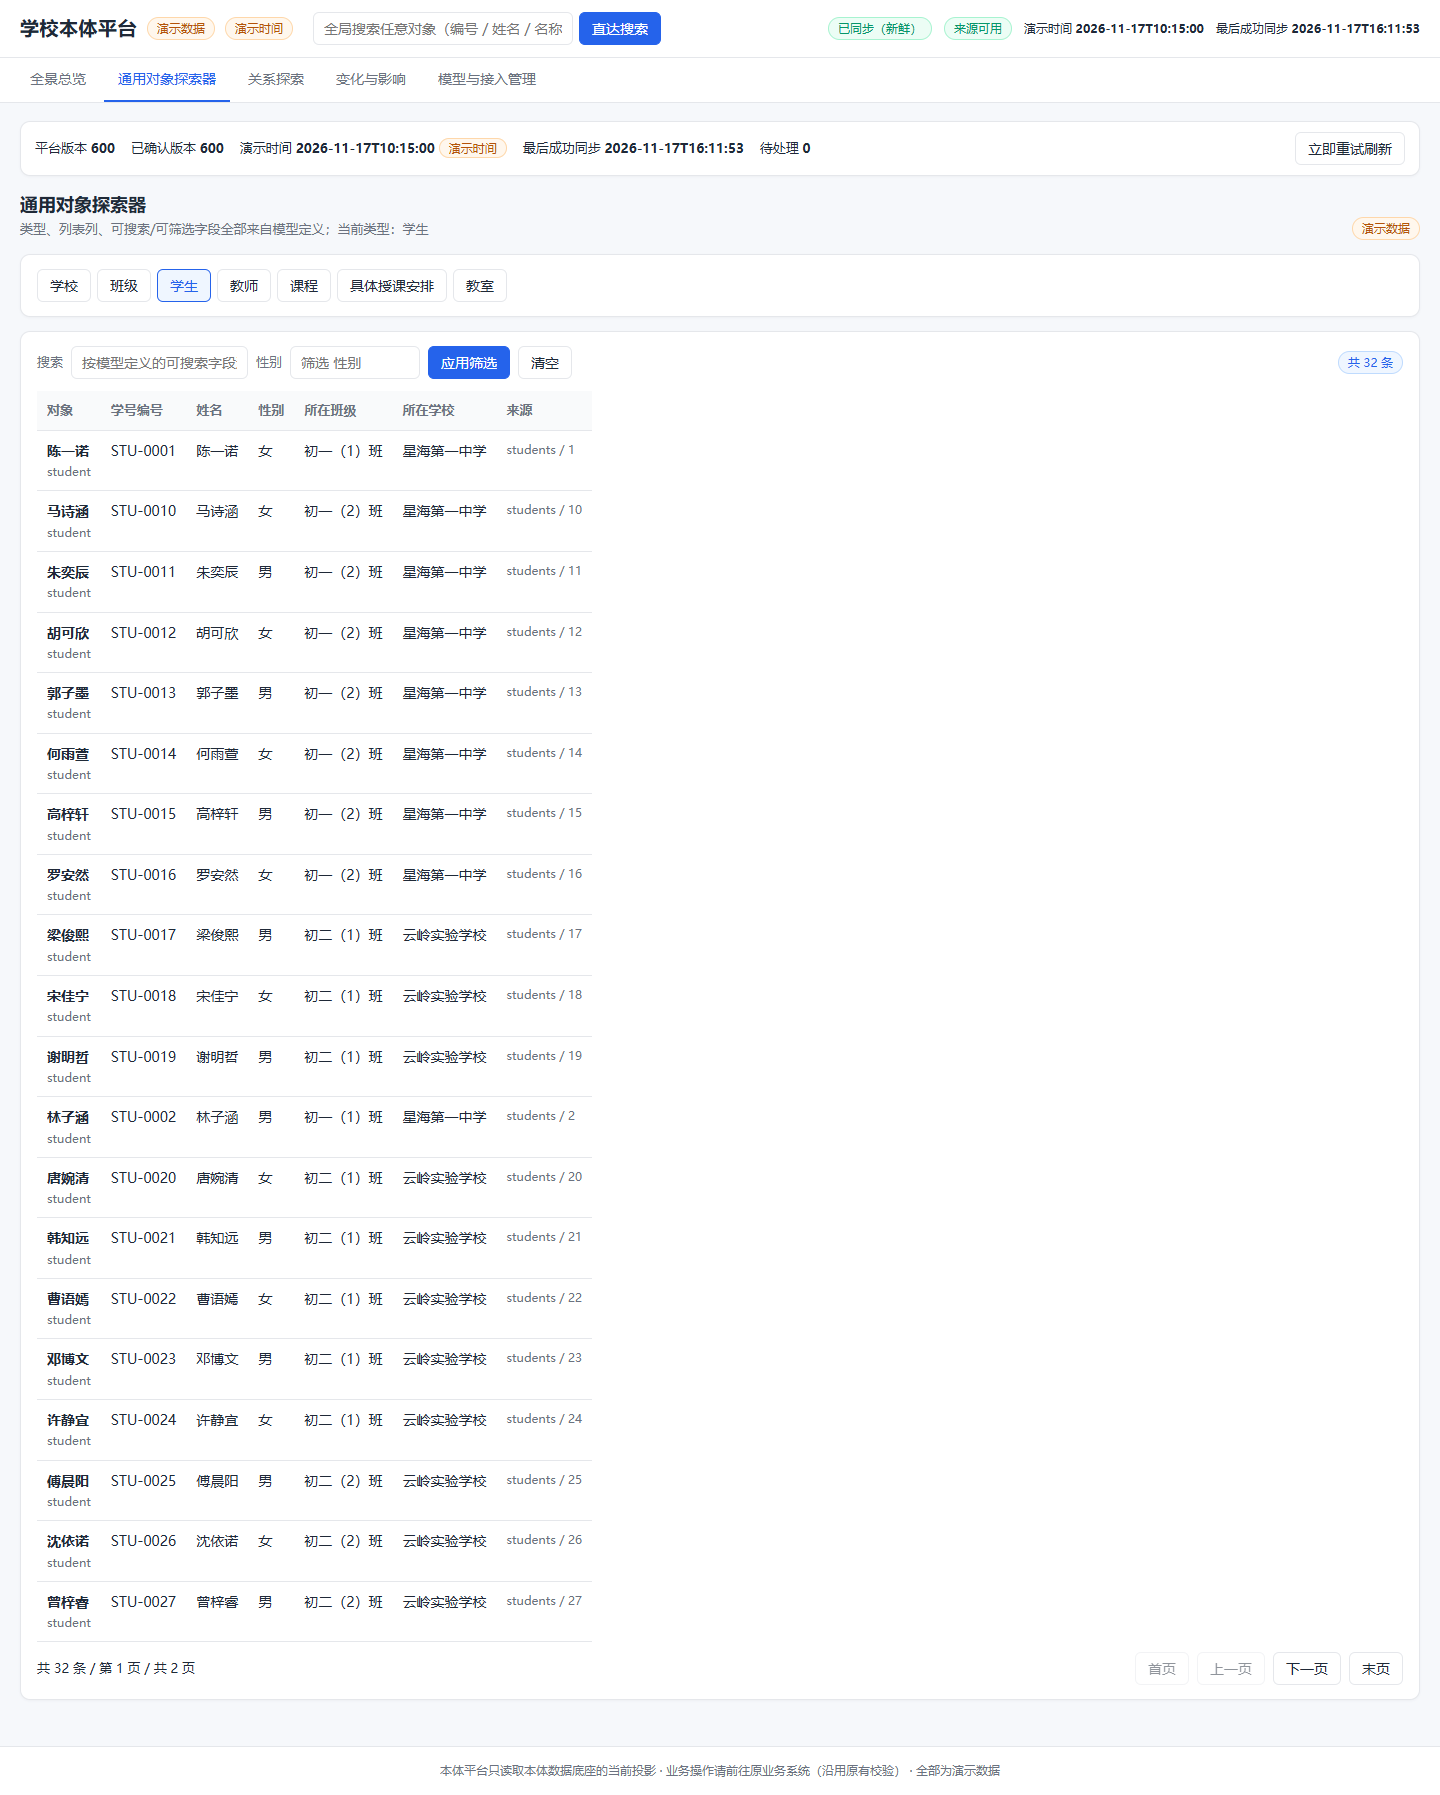 学校本体平台 演示数据 演示时间 全局搜索任意对象（编号 / 姓名 / 名称 直达搜索 已同步（新鲜） 来源可用 演示时间 2026-11-17T10:15:00 最后成功同步 2026-11-17T16:11:53
全景总览 通用对象探索器 关系探索 变化与影响 模型与接入管理
平台版本 600 已确认版本 600 演示时间 2026-11-17T10:15:00 演示时间 最后成功同步 2026-11-17T16:11:53 待处理 0 立即重试刷新
通用对象探索器
类型、列表列、可搜索/可筛选字段全部来自模型定义；当前类型：学生 演示数据
学校 班级 学生 教师 课程 具体授课安排 教室
搜索 按模型定义的可搜索字段 性别 筛选 性别 应用筛选 清空 共 32 条
对象 学号编号 姓名 性别 所在班级 所在学校 来源
陈一诺 STU-0001 陈一诺 女 初一（1）班 星海第一中学 students / 1
student
马诗涵 STU-0010 马诗涵 女 初一（2）班 星海第一中学 students / 10
student
朱奕辰 STU-0011 朱奕辰 男 初一（2）班 星海第一中学 students / 11
student
胡可欣 STU-0012 胡可欣 女 初一（2）班 星海第一中学 students / 12
student
郭子墨 STU-0013 郭子墨 男 初一（2）班 星海第一中学 students / 13
student
何雨萱 STU-0014 何雨萱 女 初一（2）班 星海第一中学 students / 14
student
高梓轩 STU-0015 高梓轩 男 初一（2）班 星海第一中学 students / 15
student
罗安然 STU-0016 罗安然 女 初一（2）班 星海第一中学 students / 16
student
梁俊熙 STU-0017 梁俊熙 男 初二（1）班 云岭实验学校 students / 17
student
宋佳宁 STU-0018 宋佳宁 女 初二（1）班 云岭实验学校 students / 18
student
谢明哲 STU-0019 谢明哲 男 初二（1）班 云岭实验学校 students / 19
student
林子涵 STU-0002 林子涵 男 初一（1）班 星海第一中学 students / 2
student
唐婉清 STU-0020 唐婉清 女 初二（1）班 云岭实验学校 students / 20
student
韩知远 STU-0021 韩知远 男 初二（1）班 云岭实验学校 students / 21
student
曹语嫣 STU-0022 曹语嫣 女 初二（1）班 云岭实验学校 students / 22
student
邓博文 STU-0023 邓博文 男 初二（1）班 云岭实验学校 students / 23
student
许静宜 STU-0024 许静宜 女 初二（1）班 云岭实验学校 students / 24
student
傅晨阳 STU-0025 傅晨阳 男 初二（2）班 云岭实验学校 students / 25
student
沈依诺 STU-0026 沈依诺 女 初二（2）班 云岭实验学校 students / 26
student
曾梓睿 STU-0027 曾梓睿 男 初二（2）班 云岭实验学校 students / 27
student
共 32 条 / 第 1 页 / 共 2 页 首页 上一页 下一页 末页
本体平台只读取本体数据底座的当前投影 · 业务操作请前往原业务系统（沿用原有校验） · 全部为演示数据